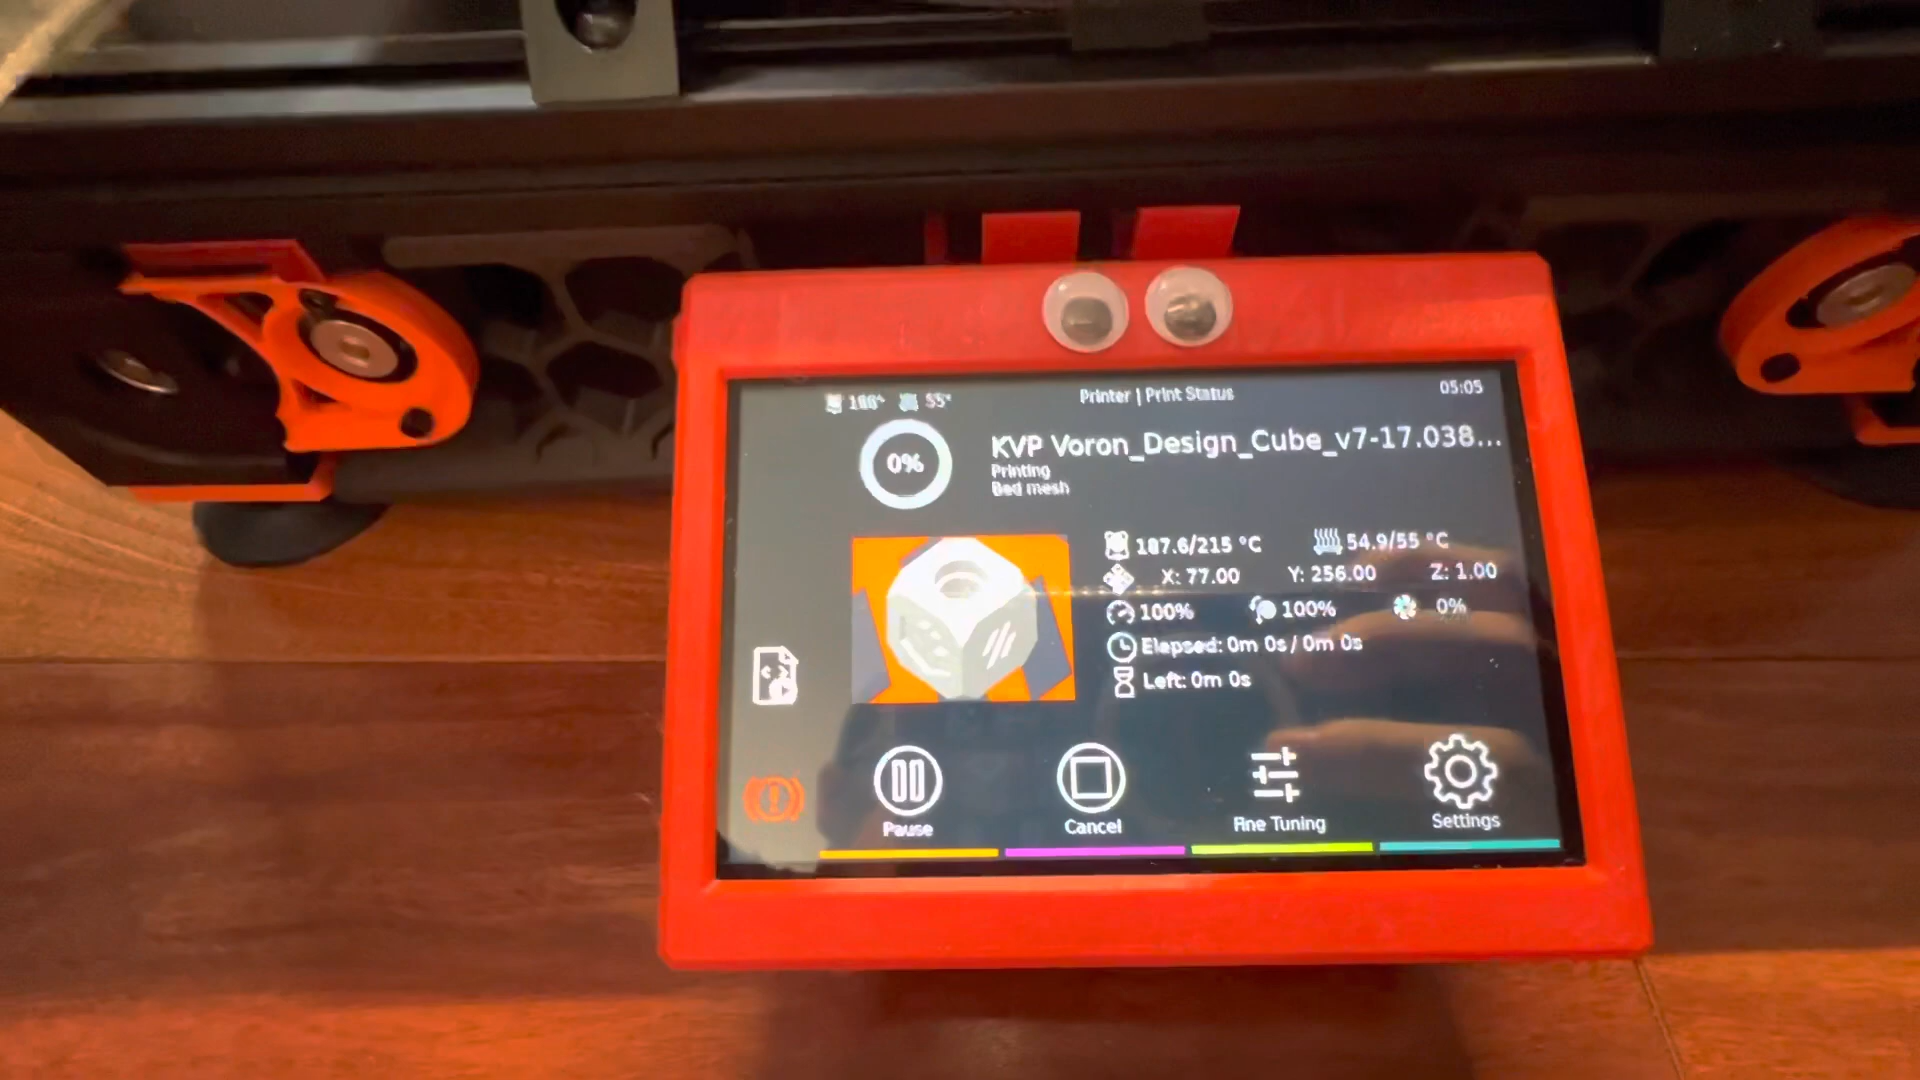 188° 55° Printer | Print Status 05:05
0% KVP Voron_Design_Cube_v7-17.038...
Printing
Bed mesh
187.6/215 °C 54.9/55 °C
X: 77.00 Y: 256.00 Z: 1.00
100% 100% 0%
Elapsed: 0m 0s / 0m 0s
Left: 0m 0s
Pause Cancel Fine Tuning Settings